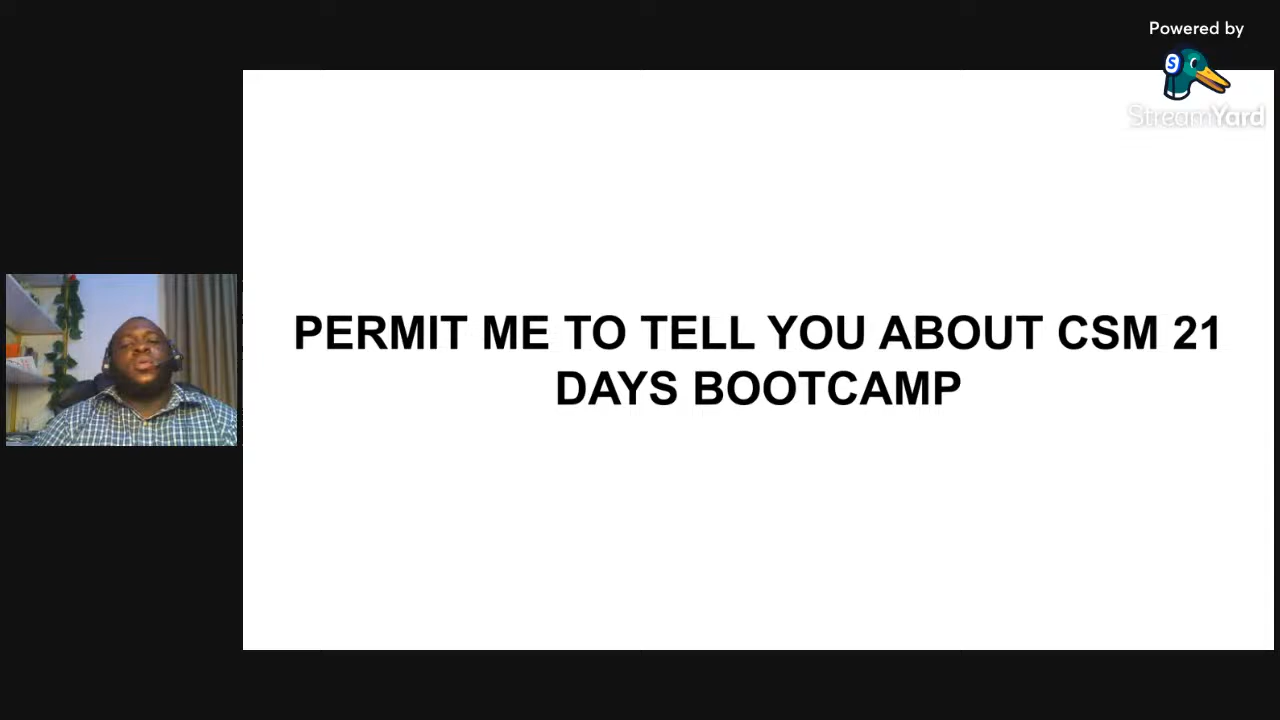 Powered by
S
StreamYard
PERMIT ME TO TELL YOU ABOUT CSM 21
DAYS BOOTCAMP